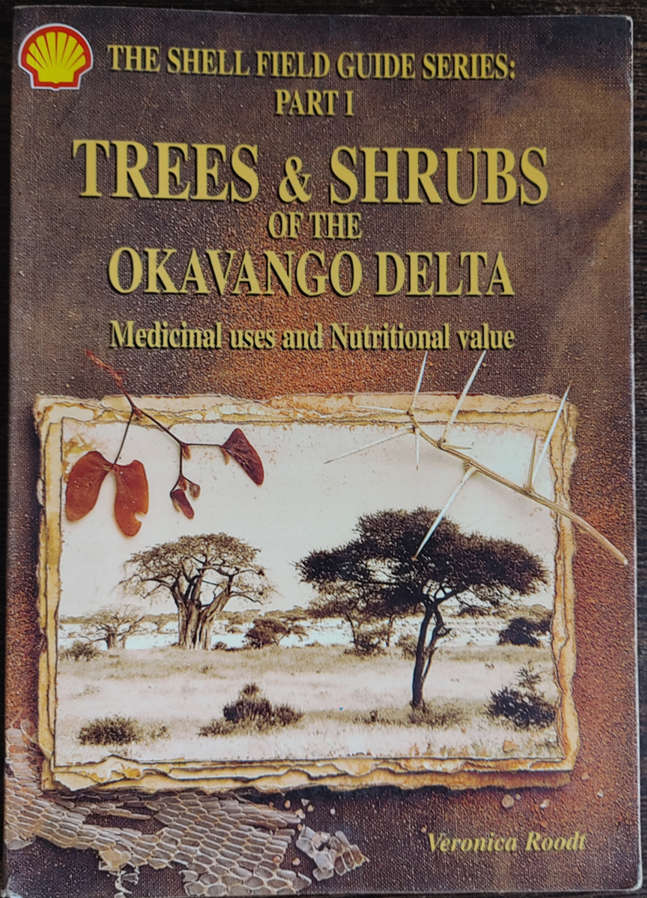 THE SHELL FIELD GUIDE SERIES:
PART I
TREES & SHRUBS
OF THE
OKAVANGO DELTA
Medicinal uses and Nutritional value
Veronica Roodt